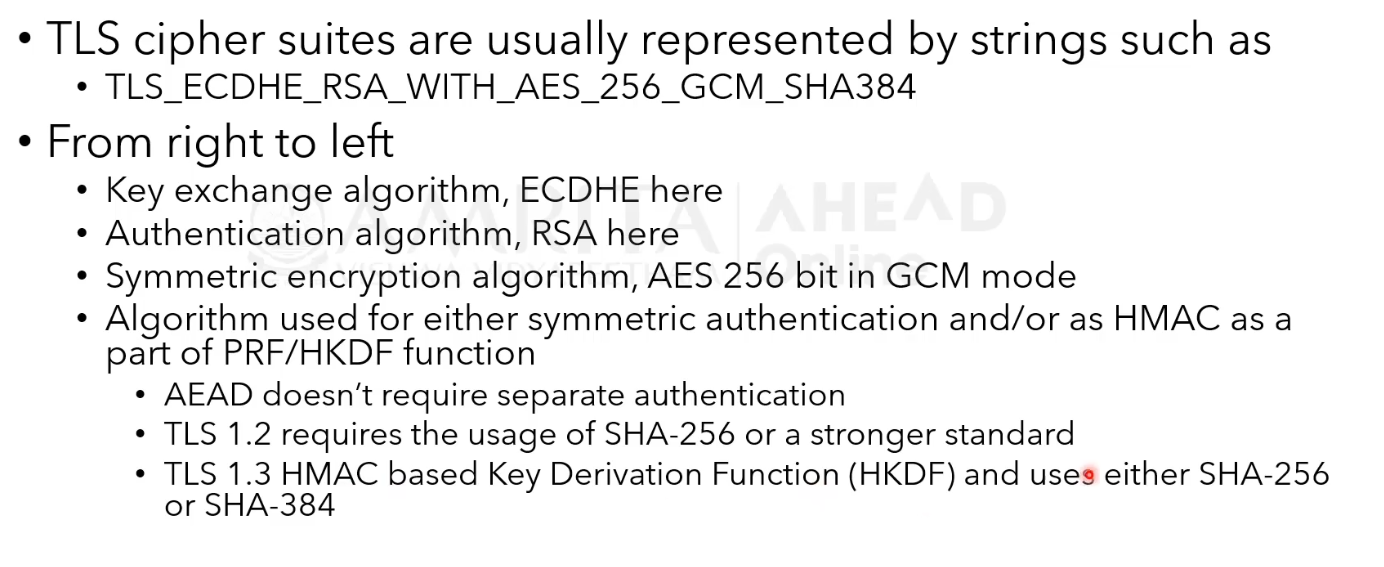 • TLS cipher suites are usually represented by strings such as
• TLS_ECDHE_RSA_WITH_AES_256_GCM_SHA384
• From right to left
• Key exchange algorithm, ECDHE here
• Authentication algorithm, RSA here
• Symmetric encryption algorithm, AES 256 bit in GCM mode
• Algorithm used for either symmetric authentication and/or as HMAC as a
part of PRF/HKDF function
• AEAD doesn't require separate authentication
• TLS 1.2 requires the usage of SHA-256 or a stronger standard
• TLS 1.3 HMAC based Key Derivation Function (HKDF) and uses either SHA-256
or SHA-384
AMRITA
AHEAD
Online